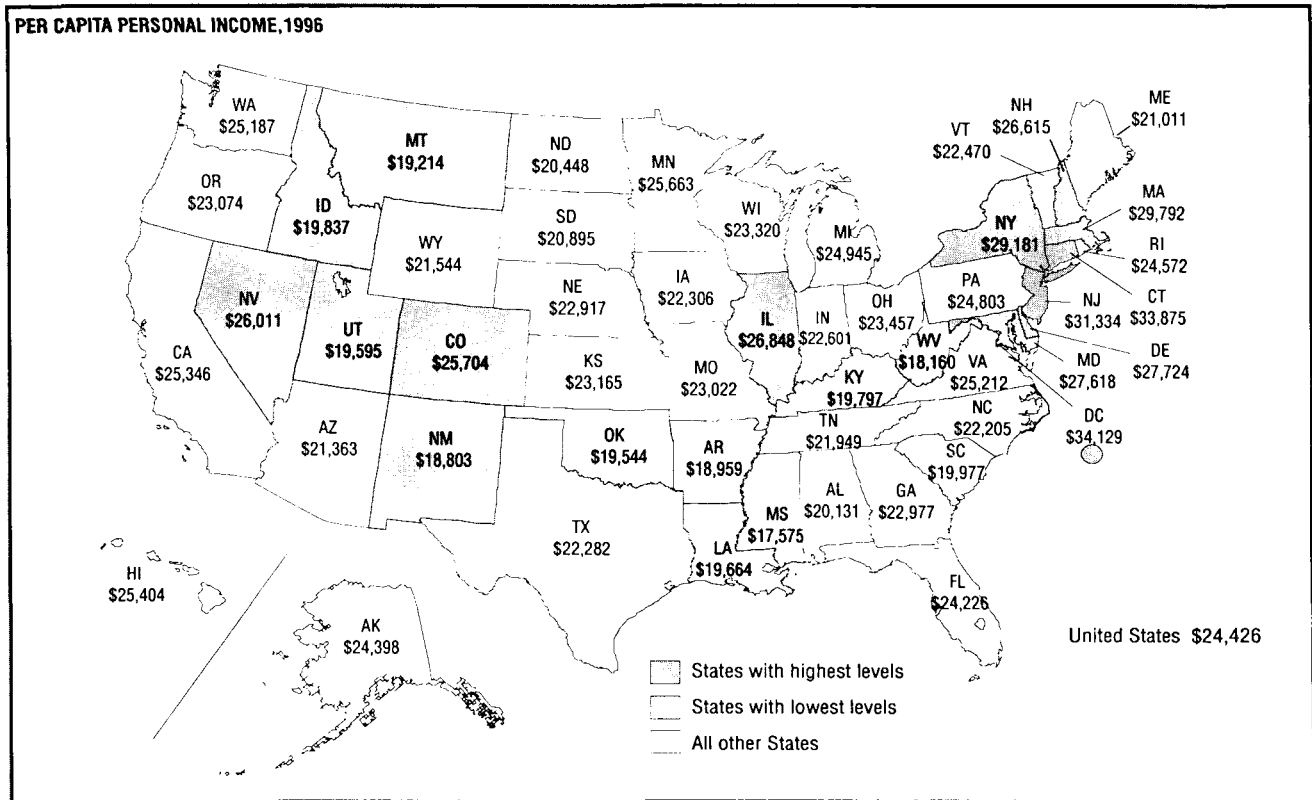 PER CAPITA PERSONAL INCOME, 1996
WA
$25,187
MT
$19,214
ND
$20,448
MN
$25,663
VT
$22,470
NH
$26,615
ME
$21,011
OR
$23,074
ID
$19,837
WY
$21,544
SD
$20,895
WI
$23,320
MI
$24,945
NY
$29,181
MA
$29,792
RI
$24,572
NV
$26,011
UT
$19,595
CO
$25,704
NE
$22,917
IA
$22,306
IL
$26,848
IN
$22,601
OH
$23,457
PA
$24,803
NJ
$31,334
CT
$33,875
CA
$25,346
KS
$23,165
MO
$23,022
KY
$19,797
WV
$18,160
VA
$25,212
MD
$27,618
DE
$27,724
DC
$34,129
AZ
$21,363
NM
$18,803
OK
$19,544
AR
$18,959
TN
$21,949
NC
$22,205
SC
$19,977
TX
$22,282
LA
$19,664
MS
$17,575
AL
$20,131
GA
$22,977
FL
$24,226
HI
$25,404
AK
$24,398
United States $24,426
States with highest levels
States with lowest levels
All other States